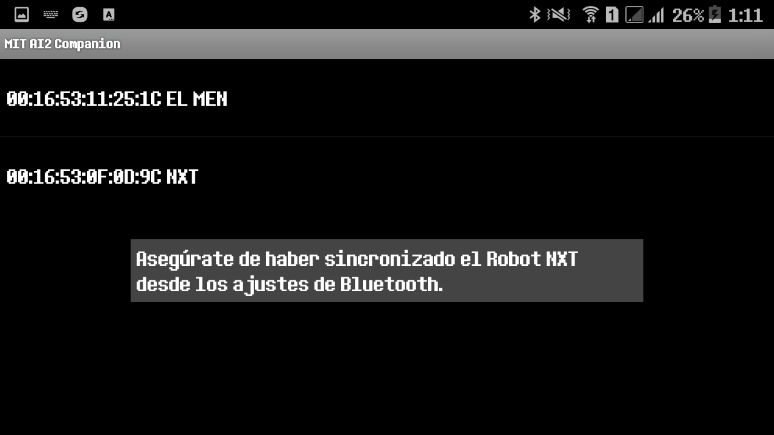 1 26% 1:11
MIT AI2 Companion
00:16:53:11:25:1C EL MEN
00:16:53:0F:0D:9C NXT
Asegúrate de haber sincronizado el Robot NXT
desde los ajustes de Bluetooth.